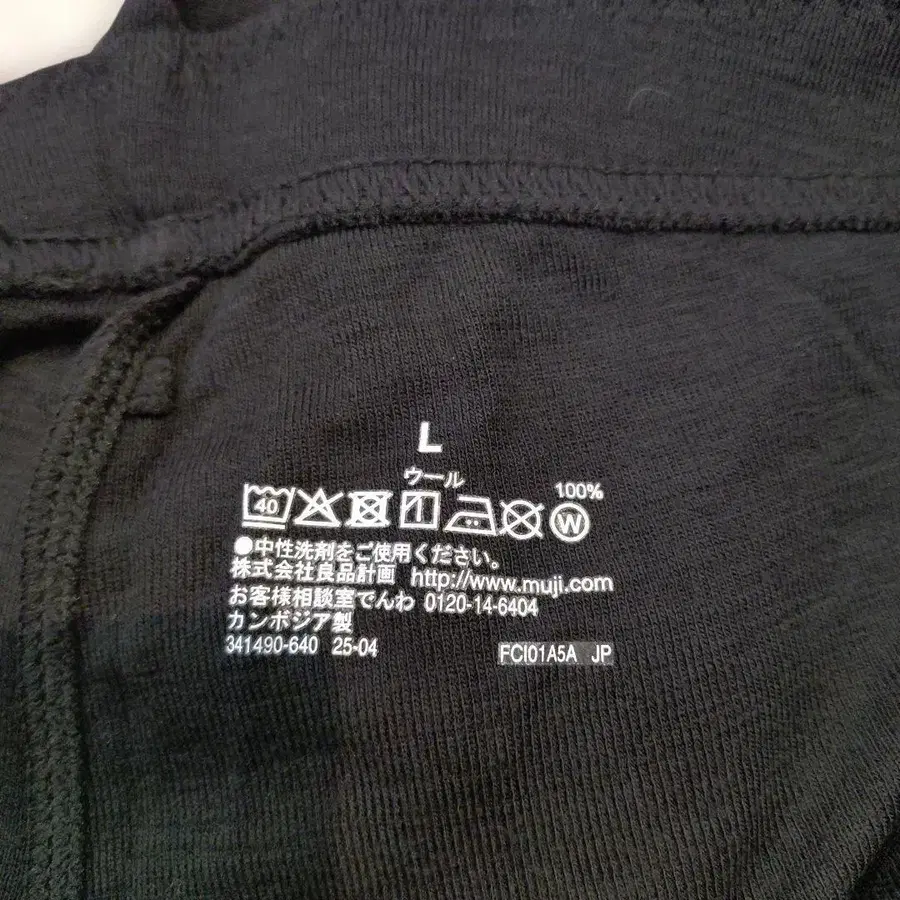 L
ウール 100%
40 W
●中性洗剤をご使用ください。
株式会社良品計画 http://www.muji.com
お客様相談室でんわ 0120-14-6404
カンボジア製
341490-640 25-04 FCI01A5A JP